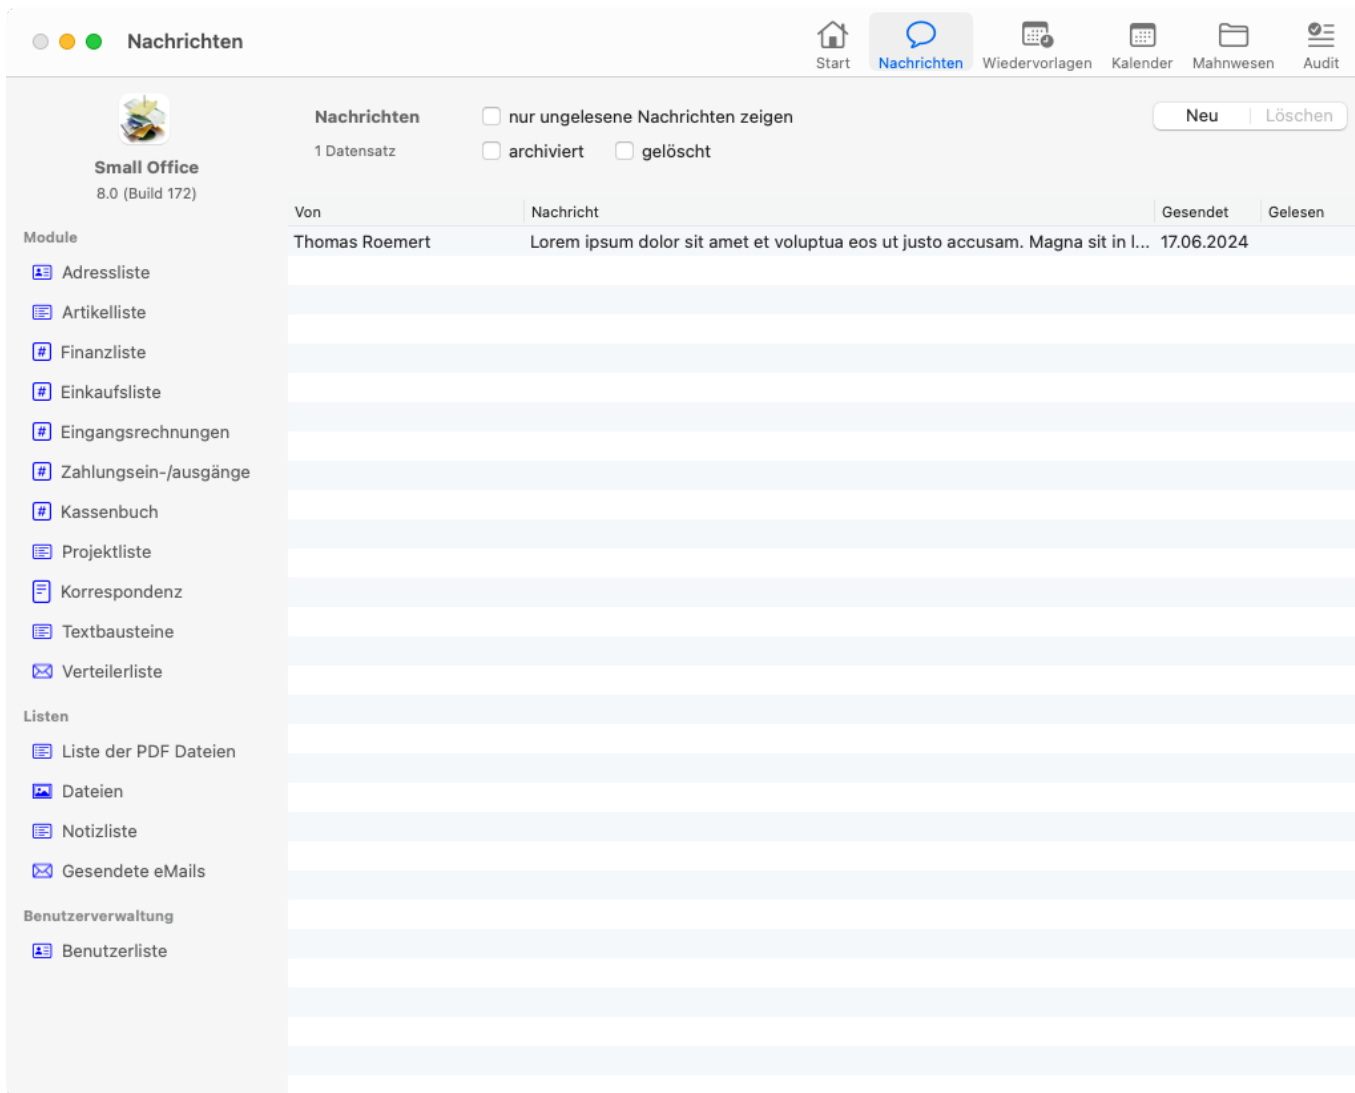 Nachrichten
Start
Nachrichten
Wiedervorlagen
Kalender
Mahnwesen
Audit
Small Office
8.0 (Build 172)
Module
Adressliste
Artikelliste
Finanzliste
Einkaufsliste
Eingangsrechnungen
Zahlungsein-/ausgänge
Kassenbuch
Projektliste
Korrespondenz
Textbausteine
Verteilerliste
Listen
Liste der PDF Dateien
Dateien
Notizliste
Gesendete eMails
Benutzerverwaltung
Benutzerliste
Nachrichten
nur ungelesene Nachrichten zeigen
Neu
Löschen
1 Datensatz
archiviert
gelöscht
Von Nachricht Gesendet Gelesen
Thomas Roemert Lorem ipsum dolor sit amet et voluptua eos ut justo accusam. Magna sit in l... 17.06.2024